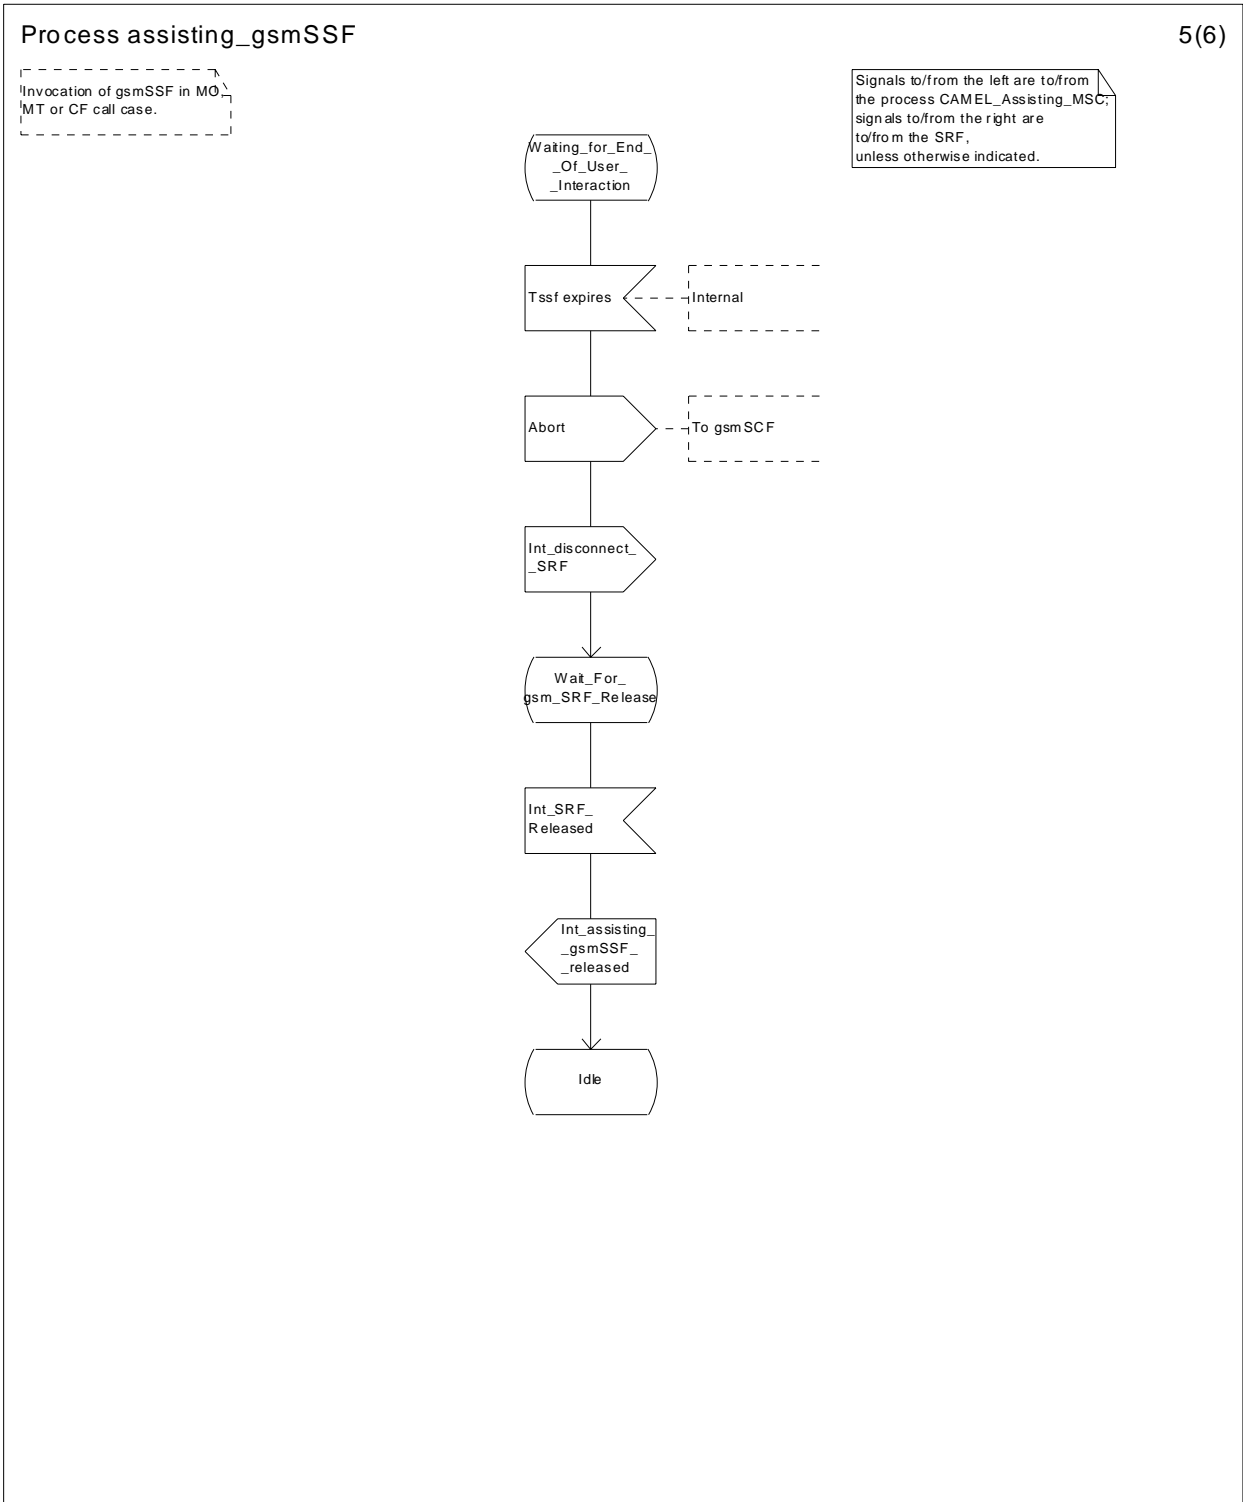 Process assisting_gsmSSF
5(6)
Invocation of gsmSSF in MO,
MT or CF call case.
Signals to/from the left are to/from
the process CAMEL_Assisting_MSC;
signals to/from the right are
to/from the SRF,
unless otherwise indicated.
Waiting_for_End_
_Of_User_
_Interaction
Tssf expires
Internal
Abort
To gsmSCF
Int_disconnect_
_SRF
Wait_For_
gsm_SRF_Release
Int_SRF_
Released
Int_assisting_
_gsmSSF_
_released
Idle